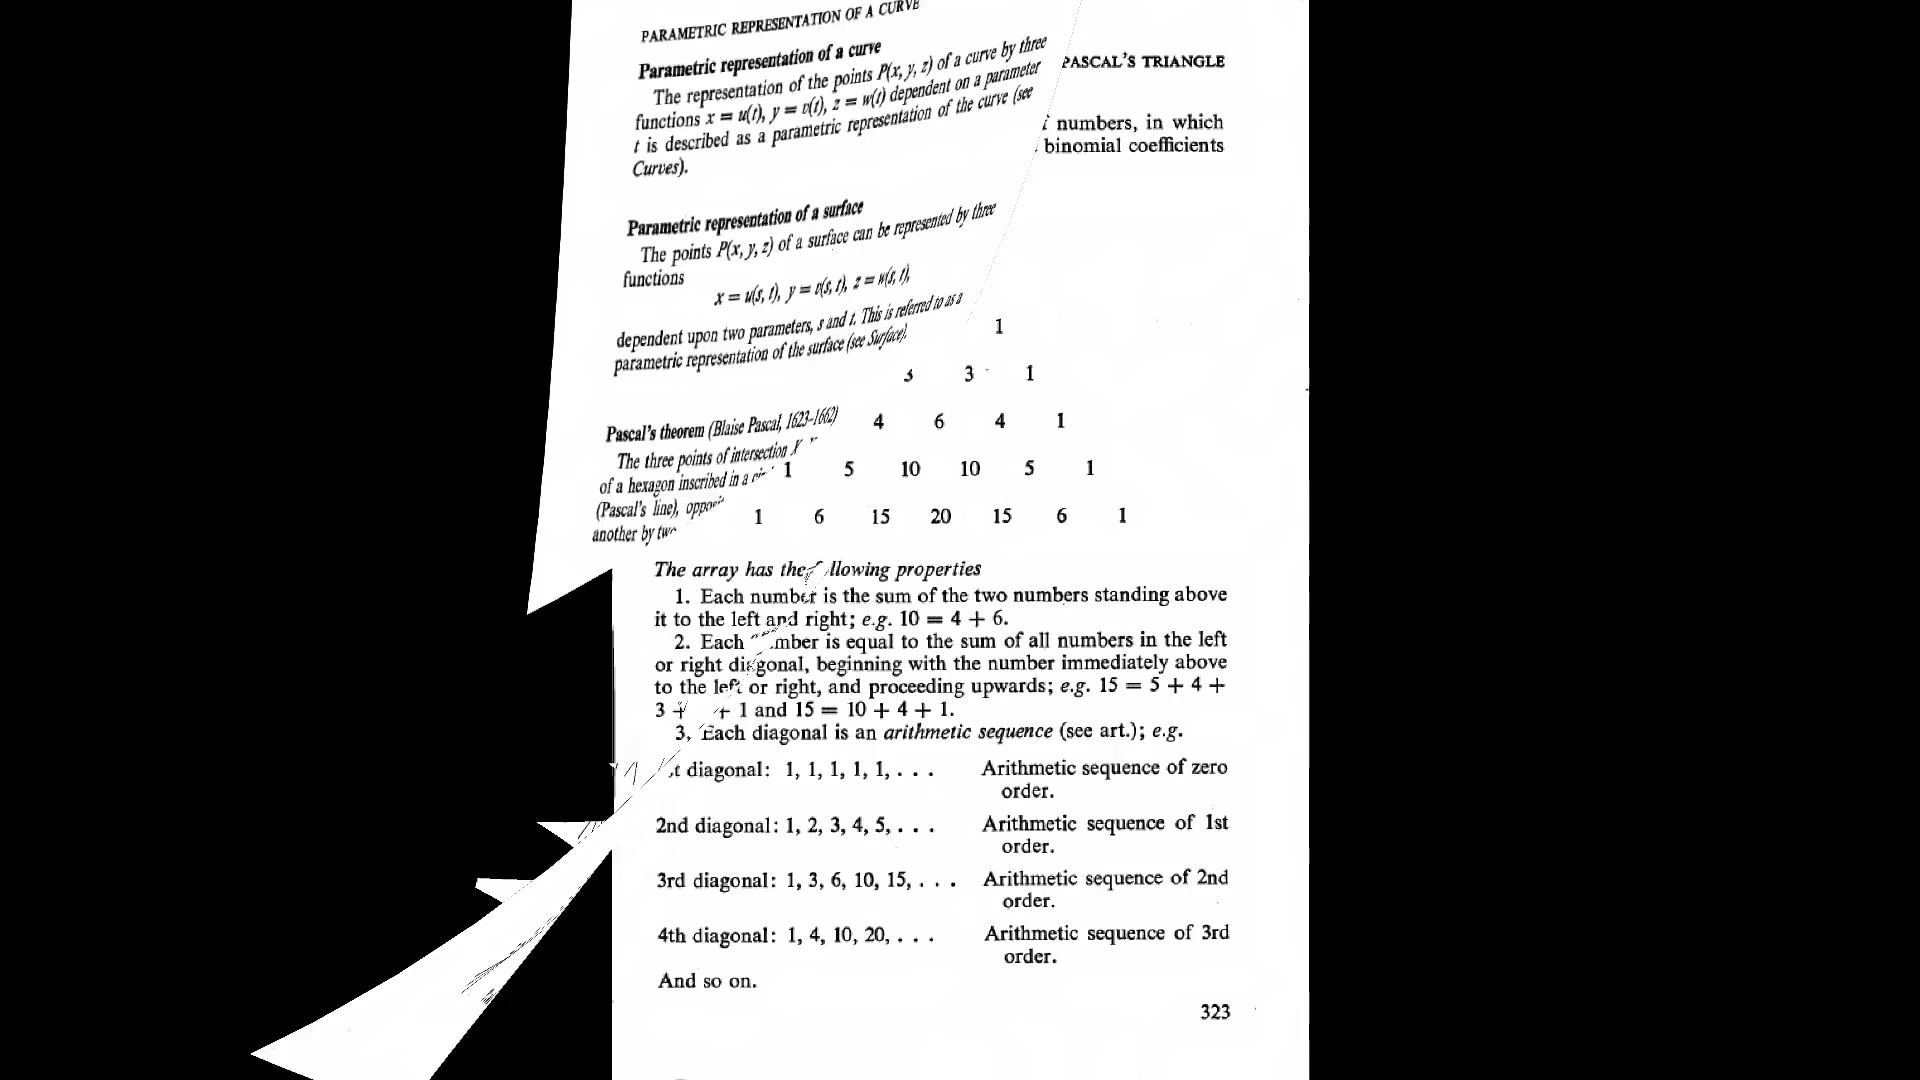 PARAMETRIC REPRESENTATION OF A CURVE
Parametric representation of a curve
The representation of the points P(x, y, z) of a curve by three
functions x = u(t), y = v(t), z = w(t) dependent on a parameter
t is described as a parametric representation of the curve (see
Curves).
Parametric representation of a surface
The points P(x, y, z) of a surface can be represented by three
functions
x = u(s, t), y = v(s, t), z = w(s, t),
dependent upon two parameters, s and t. This is referred to as a
parametric representation of the surface (see Surface).
Pascal's theorem (Blaise Pascal, 1623-1662)
The three points of intersection
of a hexagon inscribed in a
(Pascal's line),
another by
PASCAL'S TRIANGLE
numbers, in which
binomial coefficients
1
3 3 1
4 6 4 1
1 5 10 10 5 1
1 6 15 20 15 6 1
The array has the llowing properties
1. Each number is the sum of the two numbers standing above
it to the left and right; e.g. 10 = 4 + 6.
2. Each mber is equal to the sum of all numbers in the left
or right diagonal, beginning with the number immediately above
to the left or right, and proceeding upwards; e.g. 15 = 5 + 4 +
3 + + 1 and 15 = 10 + 4 + 1.
3. Each diagonal is an arithmetic sequence (see art.); e.g.
diagonal: 1, 1, 1, 1, 1, . . . Arithmetic sequence of zero
order.
2nd diagonal: 1, 2, 3, 4, 5, . . . Arithmetic sequence of 1st
order.
3rd diagonal: 1, 3, 6, 10, 15, . . . Arithmetic sequence of 2nd
order.
4th diagonal: 1, 4, 10, 20, . . . Arithmetic sequence of 3rd
order.
And so on.
323